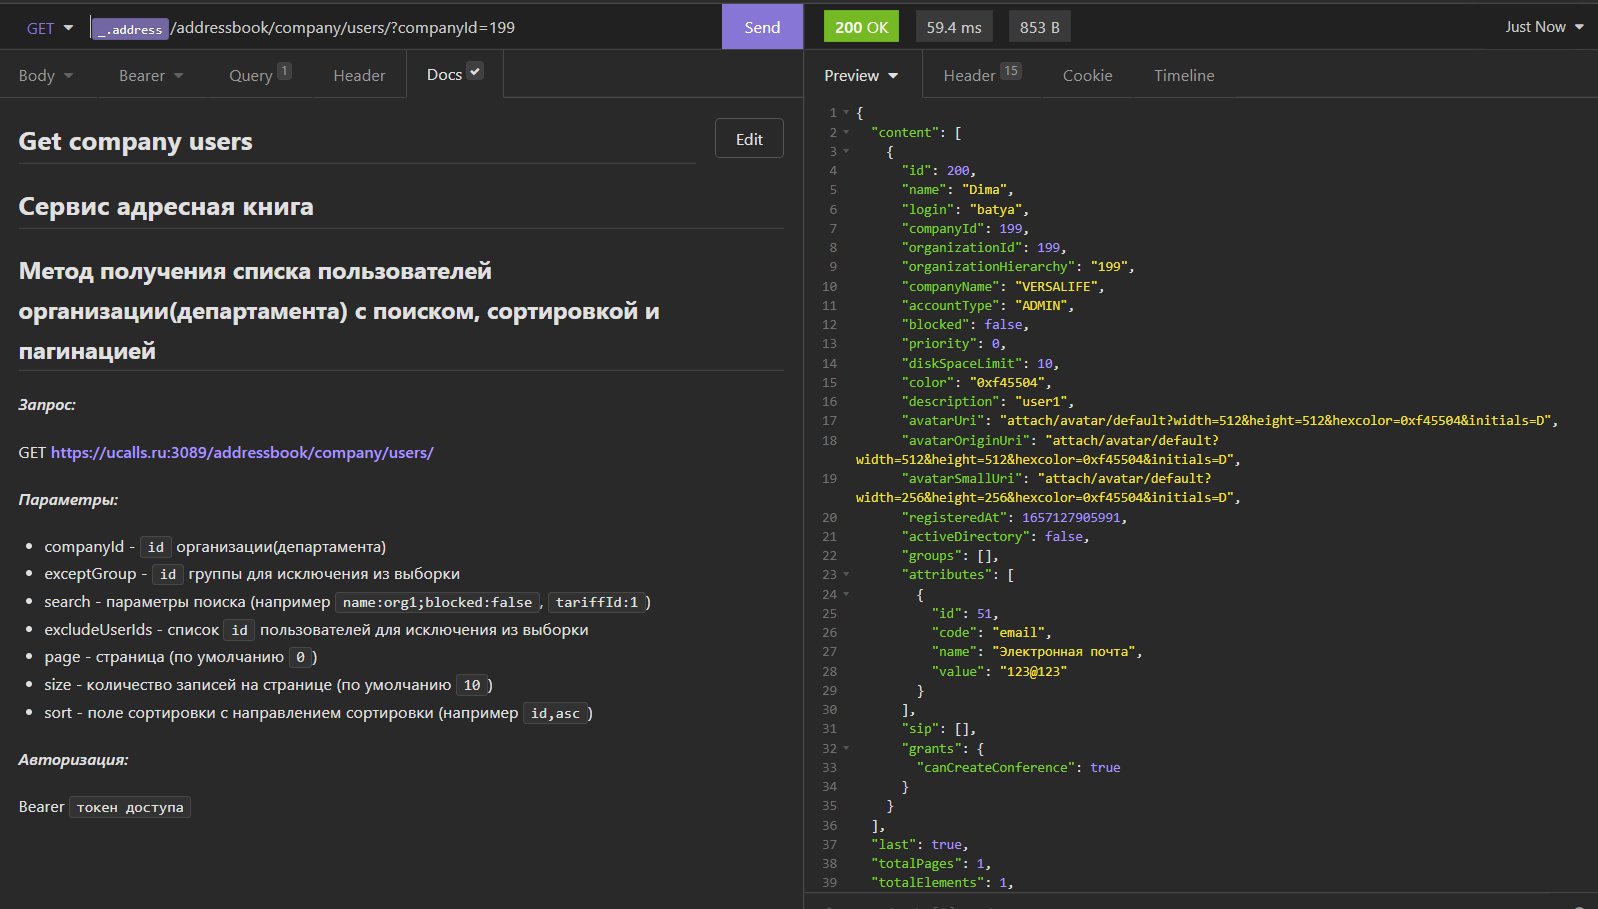 GET _.address/addressbook/company/users/?companyId=199 Send 200 OK 59.4 ms 853 B Just Now
Body Bearer Query 1 Header Docs Preview Header 15 Cookie Timeline
Get company users
Edit
Сервис адресная книга
Метод получения списка пользователей
организации(департамента) с поиском, сортировкой и
пагинацией
Запрос:
GET https://ucalls.ru:3089/addressbook/company/users/
Параметры:
companyId - id организации(департамента)
exceptGroup - id группы для исключения из выборки
search - параметры поиска (например name:org1;blocked:false, tariffId:1)
excludeUserIds - список id пользователей для исключения из выборки
page - страница (по умолчанию 0)
size - количество записей на странице (по умолчанию 10)
sort - поле сортировки с направлением сортировки (например id,asc)
Авторизация:
Bearer токен доступа
1 {
2 "content": [
3 {
4 "id": 200,
5 "name": "Dima",
6 "login": "batya",
7 "companyId": 199,
8 "organizationId": 199,
9 "organizationHierarchy": "199",
10 "companyName": "VERSALIFE",
11 "accountType": "ADMIN",
12 "blocked": false,
13 "priority": 0,
14 "diskSpaceLimit": 10,
15 "color": "0xf45504",
16 "description": "user1",
17 "avatarUri": "attach/avatar/default?width=512&height=512&hexcolor=0xf45504&initials=D",
18 "avatarOriginUri": "attach/avatar/default?
width=512&height=512&hexcolor=0xf45504&initials=D",
19 "avatarSmallUri": "attach/avatar/default?
width=256&height=256&hexcolor=0xf45504&initials=D",
20 "registeredAt": 1657127905991,
21 "activeDirectory": false,
22 "groups": [],
23 "attributes": [
24 {
25 "id": 51,
26 "code": "email",
27 "name": "Электронная почта",
28 "value": "123@123"
29 }
30 ],
31 "sip": [],
32 "grants": {
33 "canCreateConference": true
34 }
35 }
36 ],
37 "last": true,
38 "totalPages": 1,
39 "totalElements": 1,